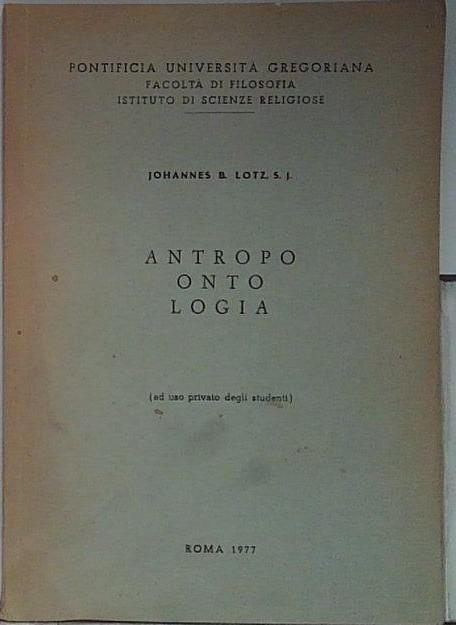 PONTIFICIA UNIVERSITÀ GREGORIANA
FACOLTÀ DI FILOSOFIA
ISTITUTO DI SCIENZE RELIGIOSE
JOHANNES B. LOTZ, S. J.
ANTROPO
ONTO
LOGIA
(ad uso privato degli studenti)
ROMA 1977